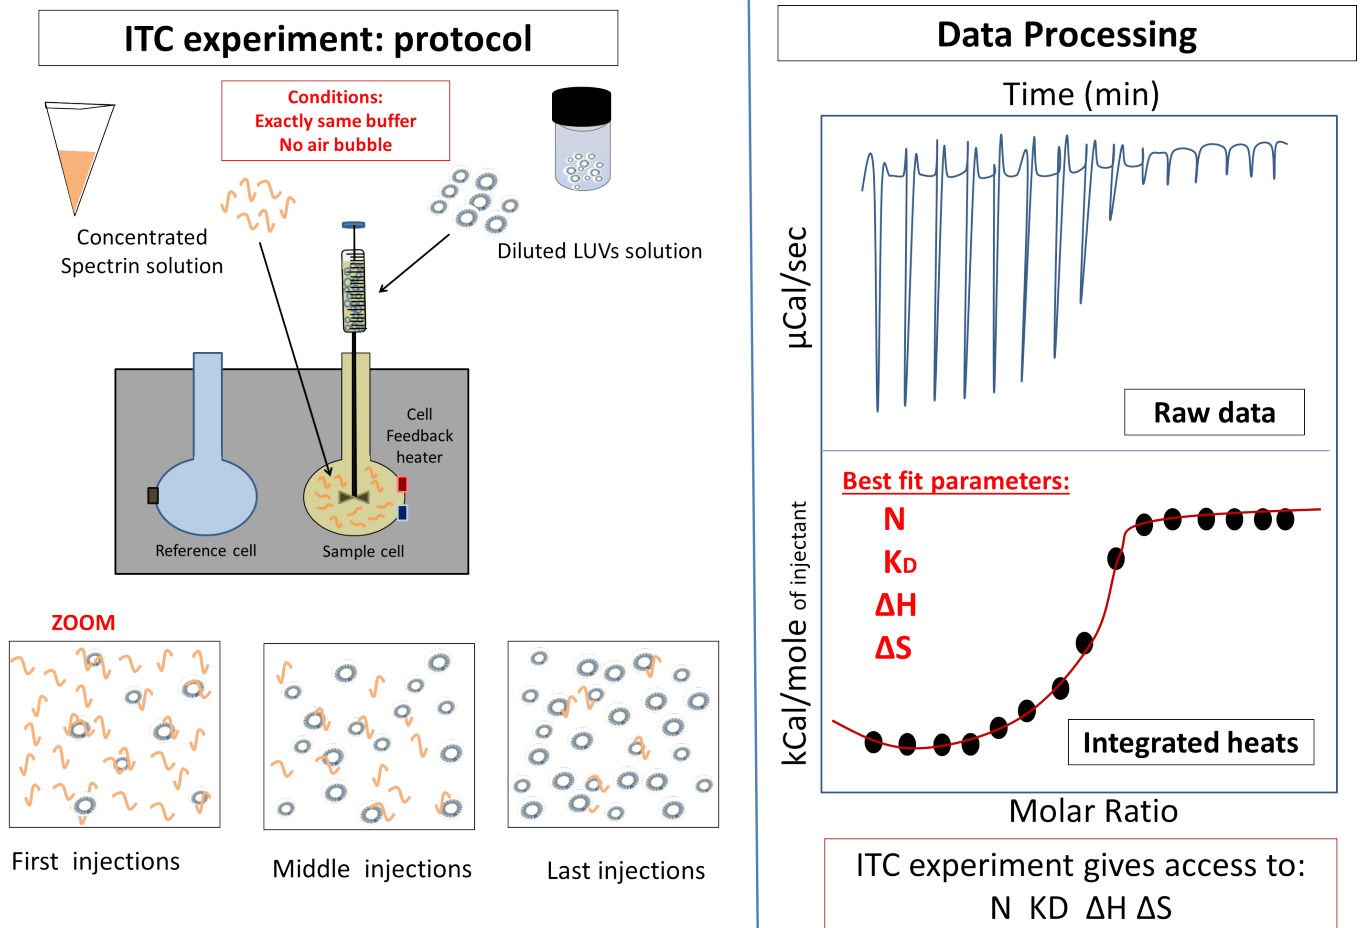 ITC experiment: protocol
Conditions:
Exactly same buffer
No air bubble
Concentrated
Spectrin solution
Diluted LUVs solution
Cell
Feedback
heater
Reference cell
Sample cell
ZOOM
First injections
Middle injections
Last injections
Data Processing
Time (min)
µCal/sec
Raw data
Best fit parameters:
N
KD
ΔH
ΔS
kCal/mole of injectant
Integrated heats
Molar Ratio
ITC experiment gives access to:
N KD ΔH ΔS